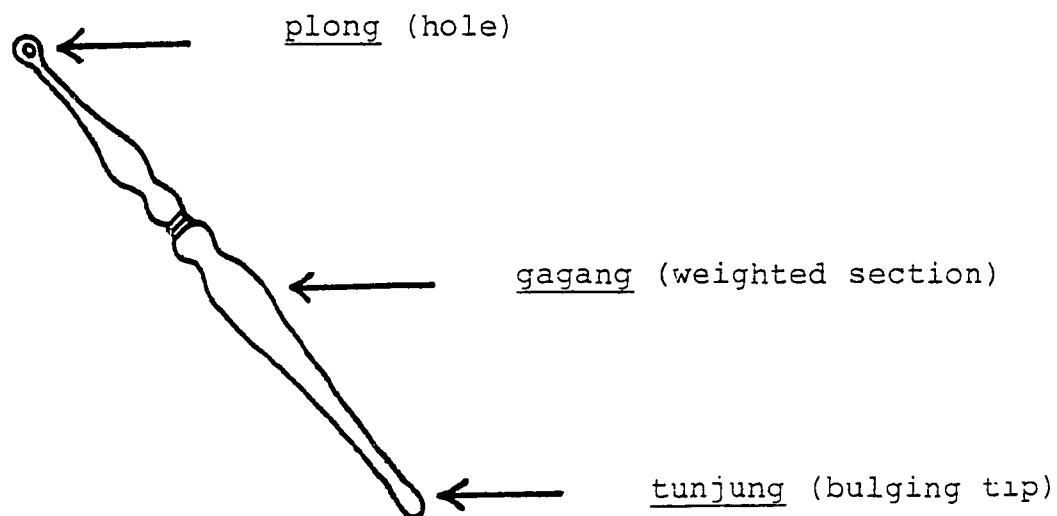 plong (hole)
gagang (weighted section)
tunjung (bulging tip)